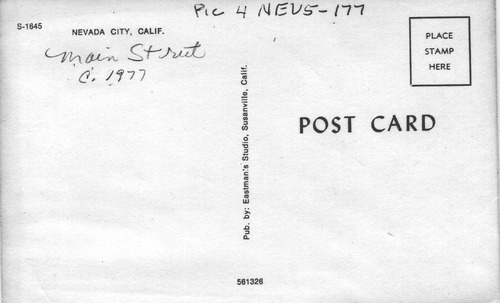 Pic 4 NEVS-177
S-1645
NEVADA CITY, CALIF.
Main Street
C. 1977
PLACE
STAMP
HERE
POST CARD
Pub. by: Eastman's Studio, Susanville, Calif.
561326